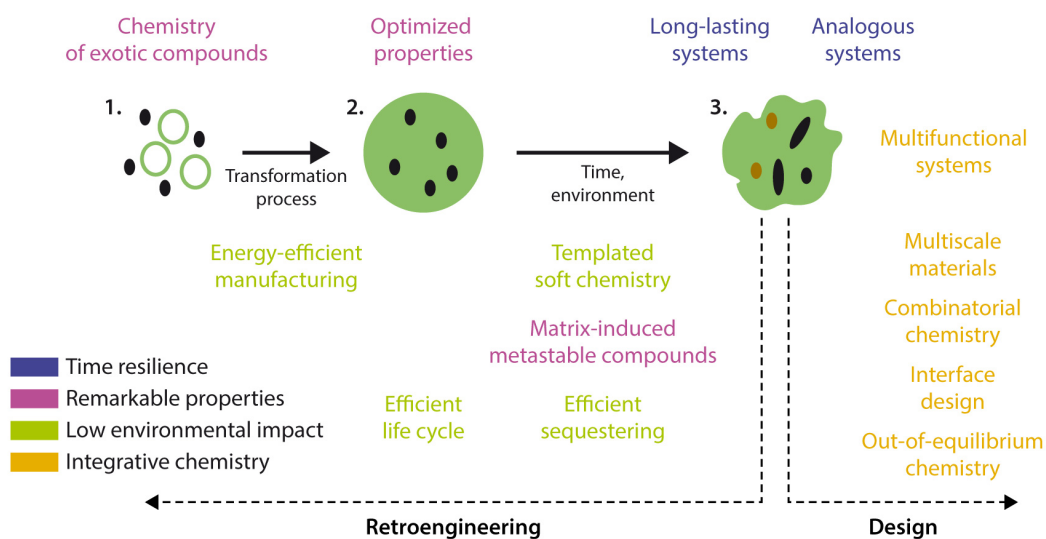 Chemistry
of exotic compounds
Optimized
properties
Long-lasting
systems
Analogous
systems
1.
2.
3.
Transformation
process
Time,
environment
Multifunctional
systems
Energy-efficient
manufacturing
Templated
soft chemistry
Multiscale
materials
Matrix-induced
metastable compounds
Combinatorial
chemistry
Time resilience
Remarkable properties
Low environmental impact
Integrative chemistry
Efficient
life cycle
Efficient
sequestering
Interface
design
Out-of-equilibrium
chemistry
Retroengineering
Design